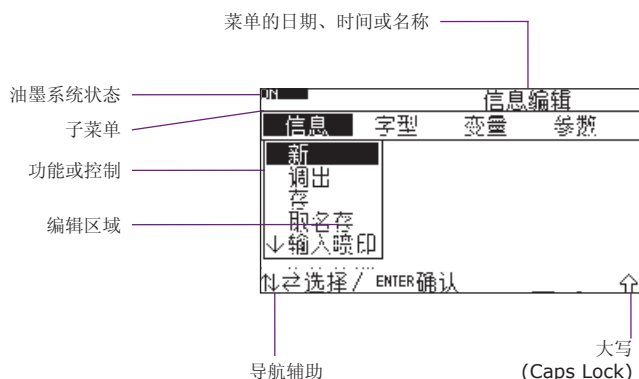 菜单的日期、时间或名称
油墨系统状态
ON
信息编辑
子菜单
信息 字型 变量 参数
新
功能或控制
调出
存
编辑区域
取名存
↓输入喷印
⇅⇄选择/ ENTER确认
导航辅助
大写
(Caps Lock)